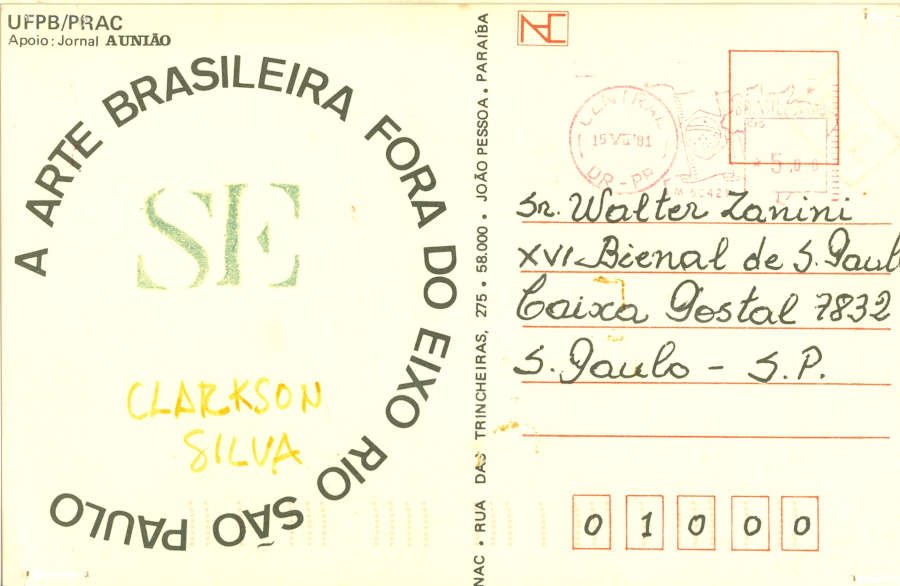 UFPB/PRAC
Apoio: Jornal A UNIÃO
A ARTE BRASILEIRA FORA DO EIXO RIO SÃO PAULO
SE
CLARKSON
SILVA
NAC • RUA DAS TRINCHEIRAS, 275 • 58.000 • JOÃO PESSOA • PARAÍBA
NAC
CENTRAL
15 VII '81
UR-PR
5,00
Sr. Walter Zanini
XVI-Bienal de S. Paulo
Caixa Postal 7832
S. Paulo - S.P.
0 1 0 0 0